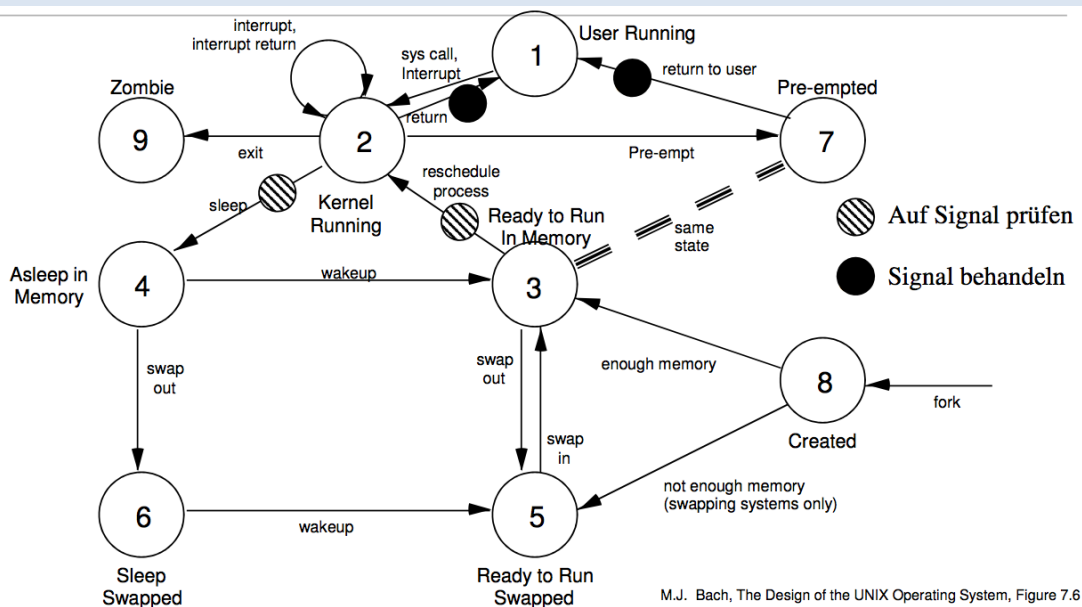 interrupt,
interrupt return
sys call,
Interrupt
1
User Running
return to user
Zombie
Pre-empted
9
exit
2
return
Pre-empt
7
sleep
Kernel
Running
reschedule
process
Ready to Run
In Memory
same
state
Auf Signal prüfen
Signal behandeln
Asleep in
Memory
4
wakeup
3
swap
out
swap
out
enough memory
8
fork
Created
swap
in
not enough memory
(swapping systems only)
6
wakeup
5
Sleep
Swapped
Ready to Run
Swapped
M.J. Bach, The Design of the UNIX Operating System, Figure 7.6